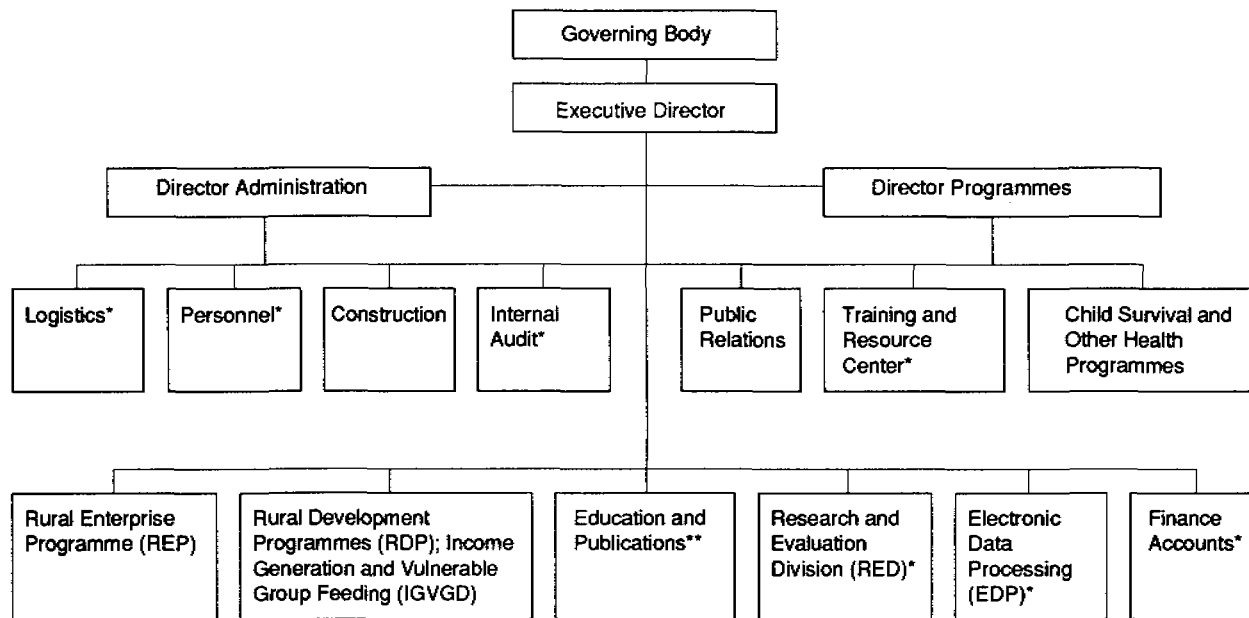 Governing Body
Executive Director
Director Administration
Director Programmes
Logistics*
Personnel*
Construction
Internal
Audit*
Public
Relations
Training and
Resource
Center*
Child Survival and
Other Health
Programmes
Rural Enterprise
Programme (REP)
Rural Development
Programmes (RDP); Income
Generation and Vulnerable
Group Feeding (IGVGD)
Education and
Publications**
Research and
Evaluation
Division (RED)*
Electronic
Data
Processing
(EDP)*
Finance
Accounts*